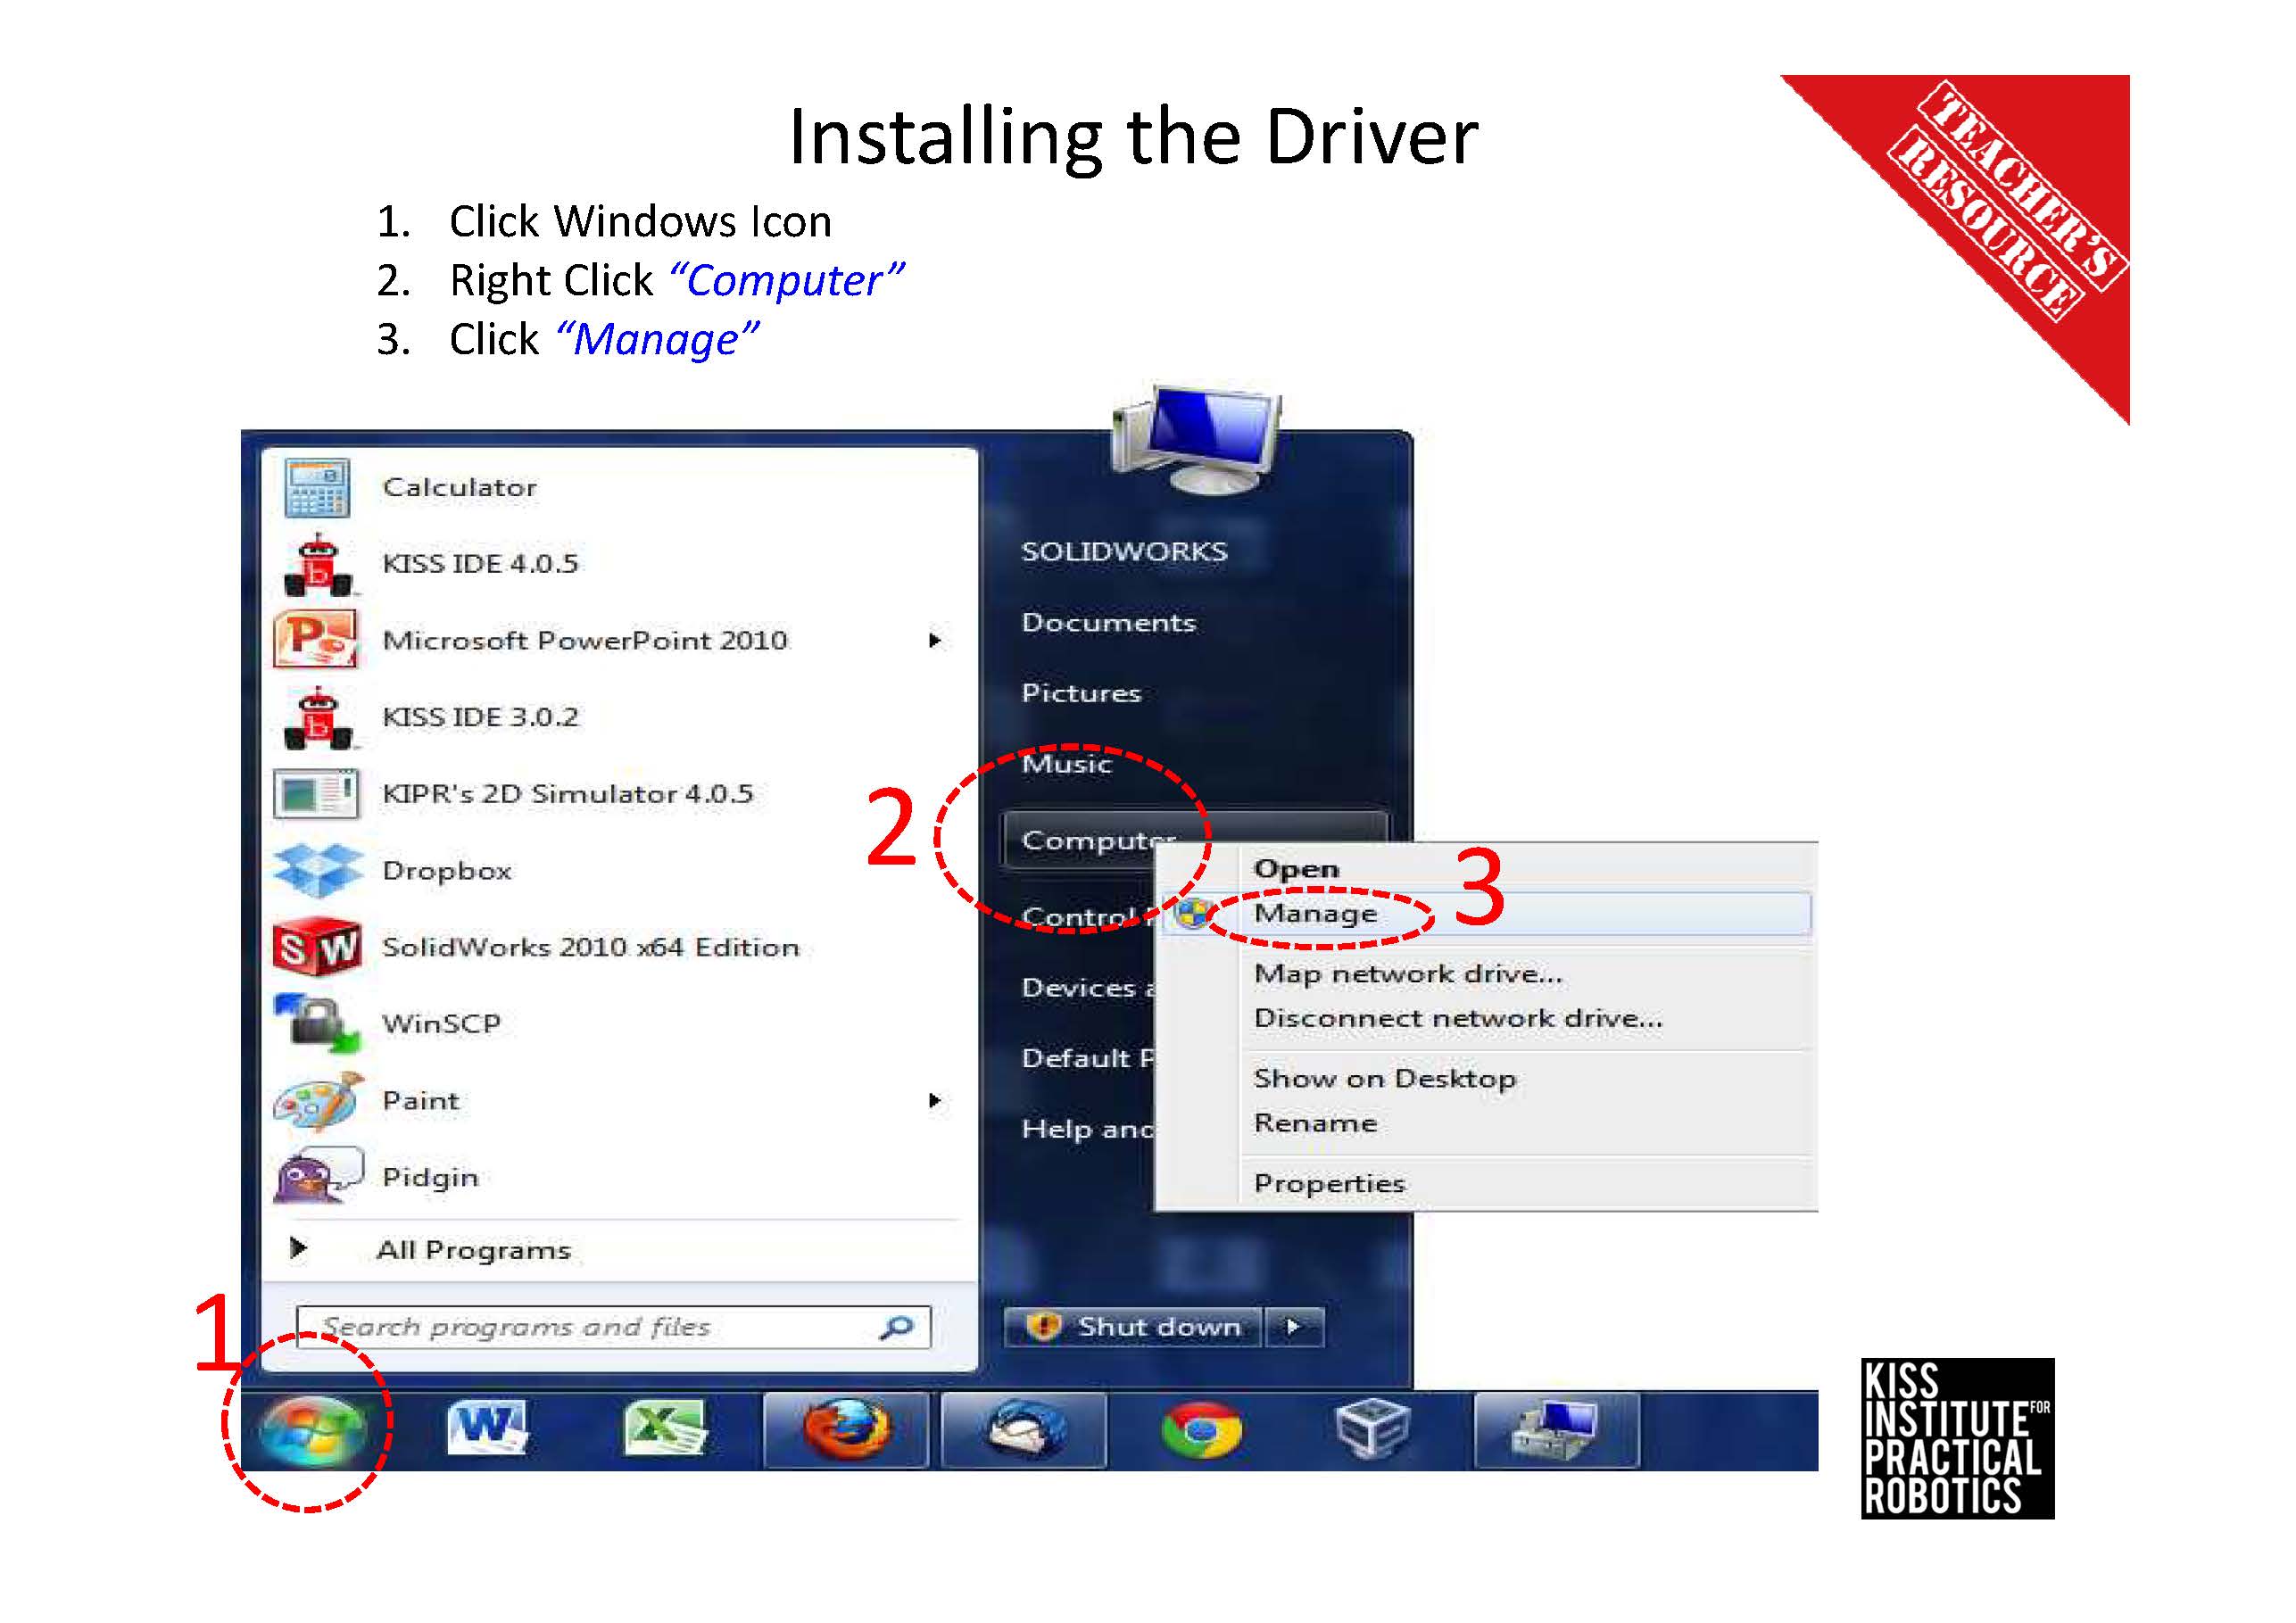 Installing the Driver
TEACHER'S
RESOURCE
1. Click Windows Icon
2. Right Click “Computer”
3. Click “Manage”
Calculator
KISS IDE 4.0.5
Microsoft PowerPoint 2010
KISS IDE 3.0.2
KIPR's 2D Simulator 4.0.5
Dropbox
SolidWorks 2010 x64 Edition
WinSCP
Paint
Pidgin
All Programs
Search programs and files
SOLIDWORKS
Documents
Pictures
Music
2
Computer
Control
Devices
Default P
Help and
Shut down
Open
Manage
3
Map network drive...
Disconnect network drive...
Show on Desktop
Rename
Properties
1
KISS
INSTITUTE FOR
PRACTICAL
ROBOTICS